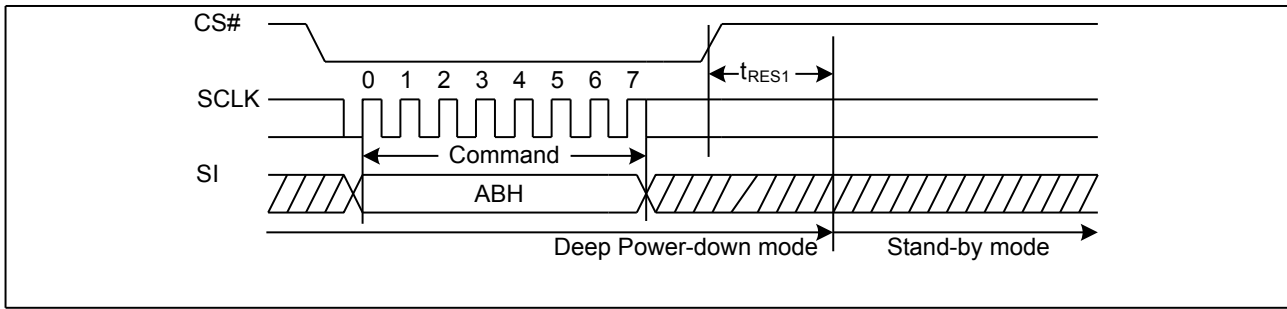 CS#
tRES1
0 1 2 3 4 5 6 7
SCLK
Command
SI
ABH
Deep Power-down mode Stand-by mode